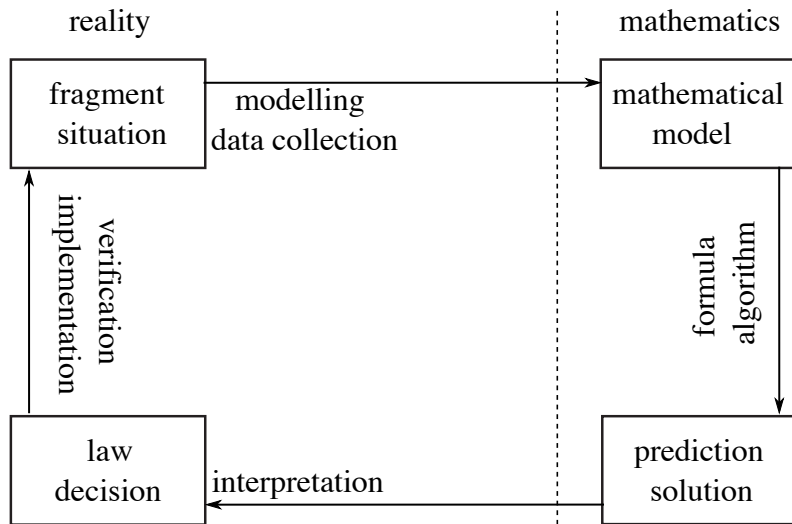 reality
mathematics
fragment
situation
modelling
data collection
mathematical
model
verification
implementation
formula
algorithm
law
decision
interpretation
prediction
solution